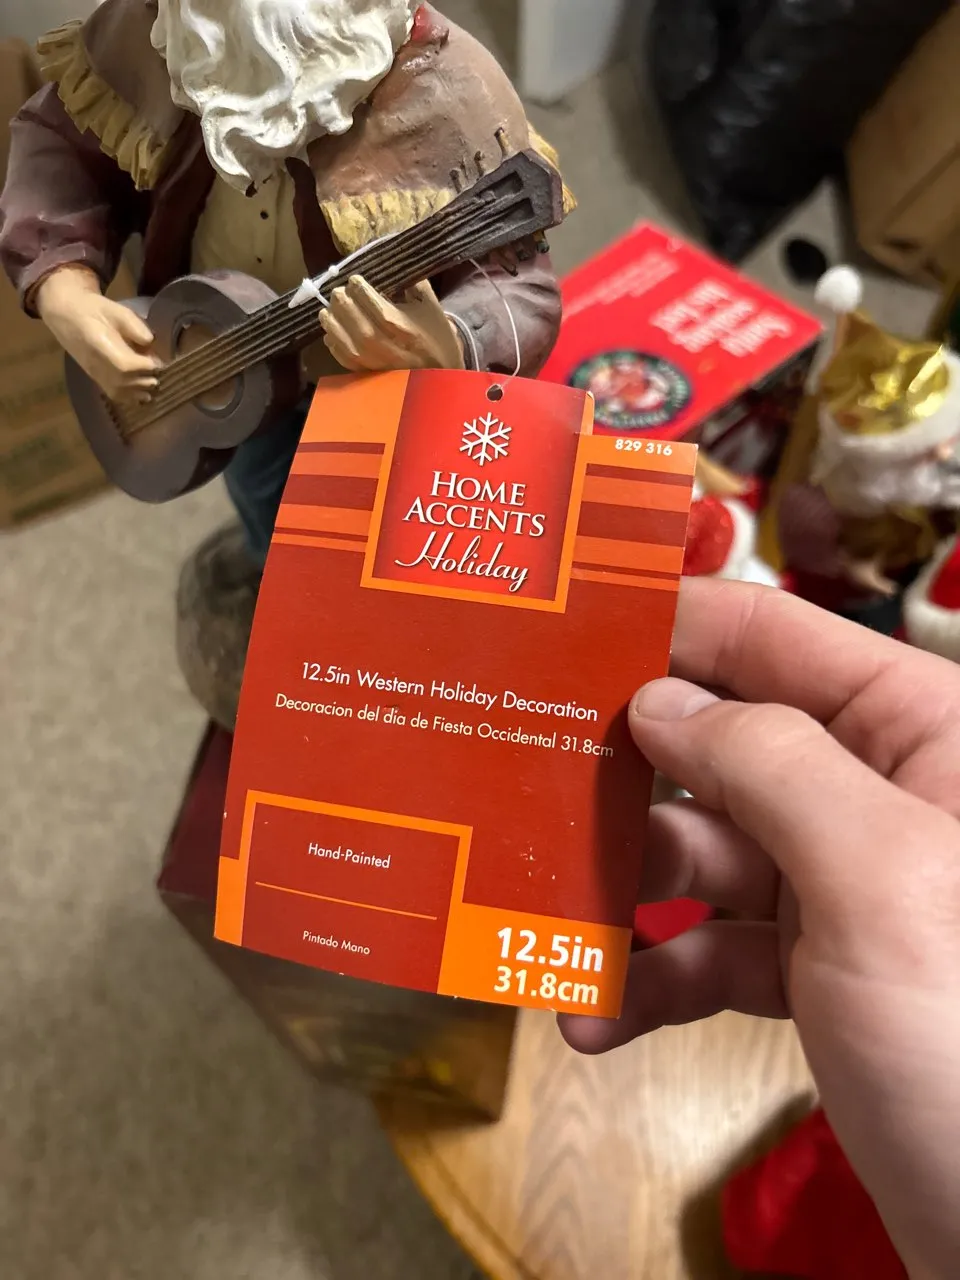 829 316
HOME
ACCENTS
Holiday
12.5in Western Holiday Decoration
Decoracion del dia de Fiesta Occidental 31.8cm
Hand-Painted
Pintado Mano
12.5in
31.8cm